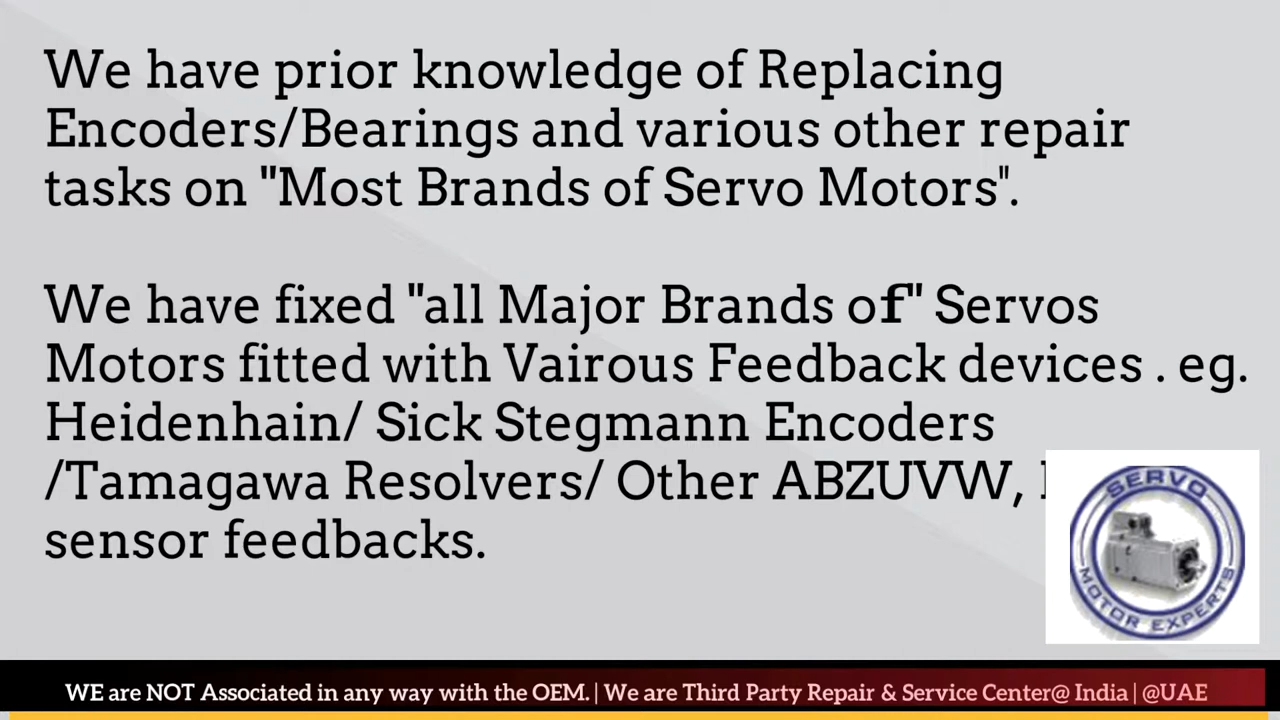 We have prior knowledge of Replacing
Encoders/Bearings and various other repair
tasks on "Most Brands of Servo Motors".
We have fixed "all Major Brands of" Servos
Motors fitted with Vairous Feedback devices . eg.
Heidenhain/ Sick Stegmann Encoders
/Tamagawa Resolvers/ Other ABZUVW,
sensor feedbacks.
SERVO
MOTOR EXPERTS
WE are NOT Associated in any way with the OEM. | We are Third Party Repair & Service Center@ India | @UAE